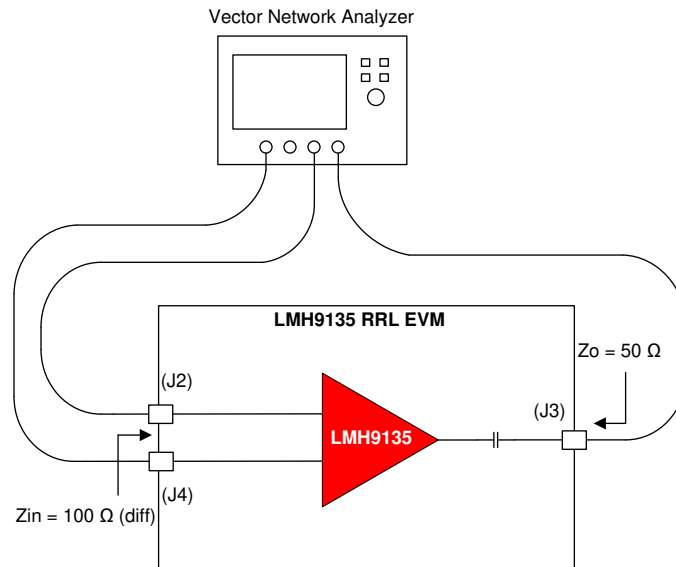 Vector Network Analyzer
LMH9135 RRL EVM
Zo = 50 Ω
(J2)
(J3)
LMH9135
(J4)
Zin = 100 Ω (diff)